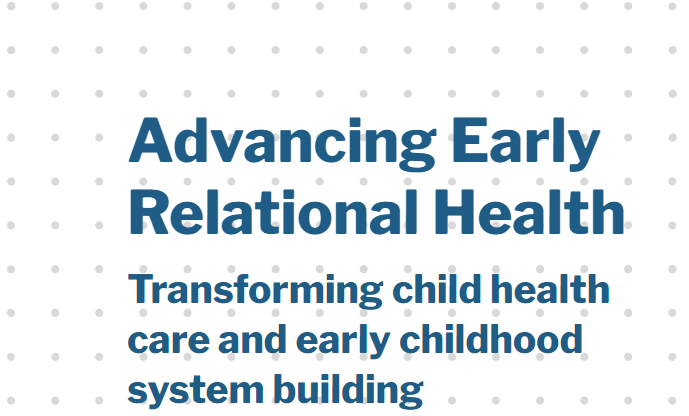 Advancing Early
Relational Health
Transforming child health
care and early childhood
system building